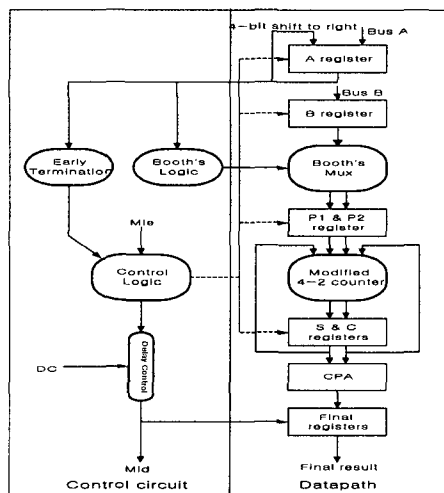 4-bit shift to right
Bus A
A register
Bus B
B register
Early
Termination
Booth's
Logic
Booth's
Mux
Mle
P1 & P2
register
Control
Logic
Modified
4-2 counter
S & C
registers
DC
Delay Control
CPA
Final
registers
Mld
Final result
Control circuit
Datapath